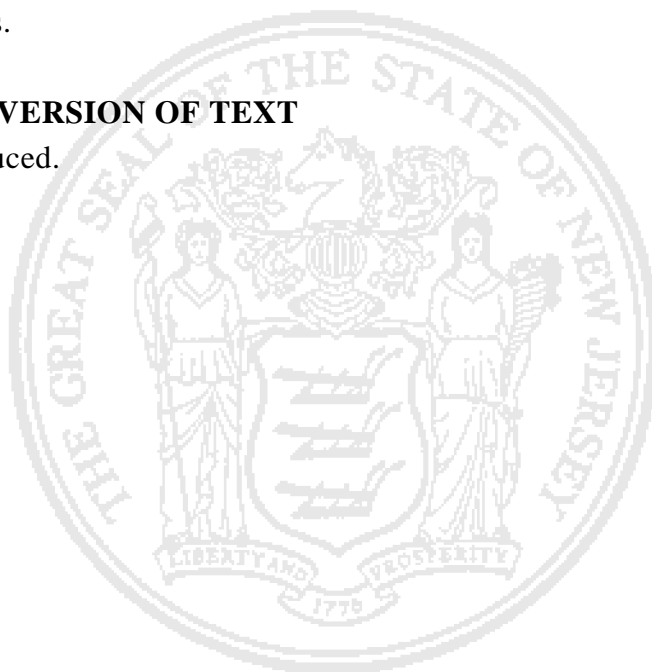 s.
VERSION OF TEXT
uced.
THE GREAT SEAL OF THE STATE OF NEW JERSEY
LIBERTY AND PROSPERITY
1776